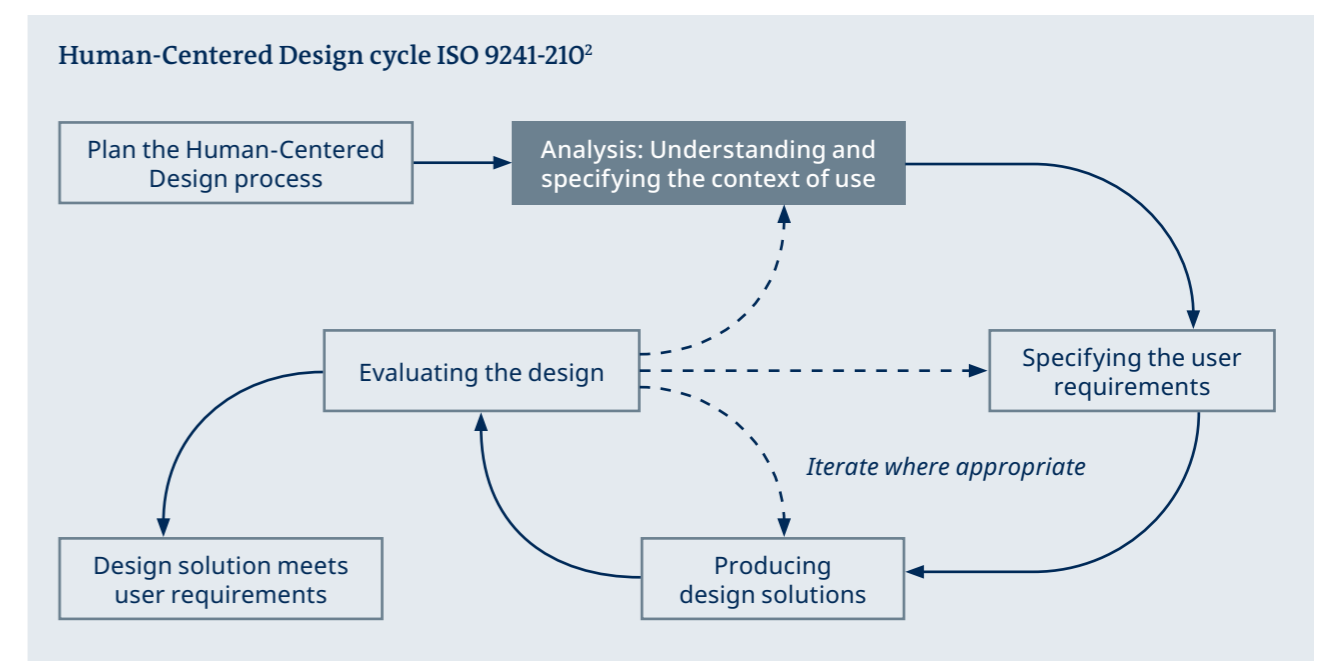 Human-Centered Design cycle ISO 9241-210²
Plan the Human-Centered
Design process
Analysis: Understanding and
specifying the context of use
Evaluating the design
Specifying the user
requirements
Iterate where appropriate
Design solution meets
user requirements
Producing
design solutions